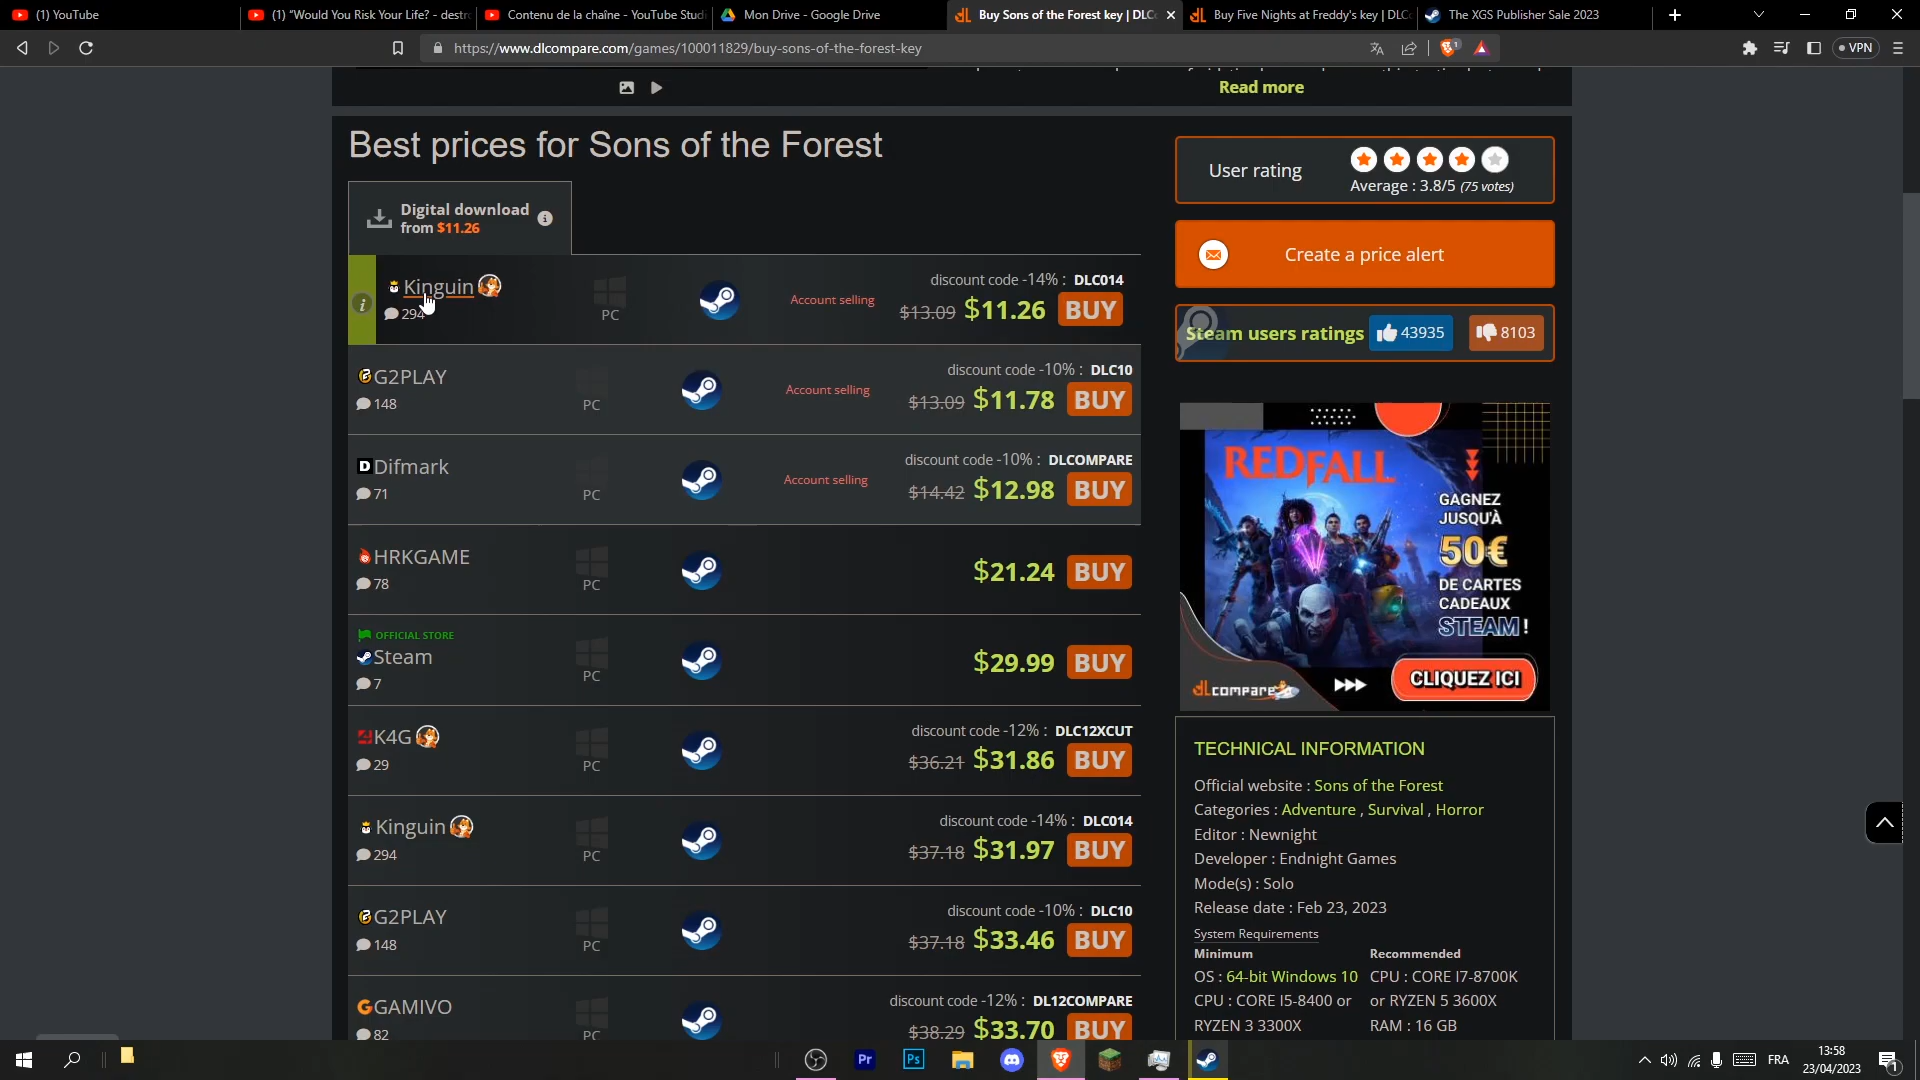 (1) YouTube
(1) "Would You Risk Your Life? - destro
Contenu de la chaîne - YouTube Studi
Mon Drive - Google Drive
Buy Sons of the Forest key | DLC
Buy Five Nights at Freddy's key | DLC
The XGS Publisher Sale 2023
https://www.dlcompare.com/games/100011829/buy-sons-of-the-forest-key
VPN
Read more
Best prices for Sons of the Forest
Digital download
from $11.26
Kinguin
294
PC
Account selling
discount code -14% : DLC014
$13.09 $11.26 BUY
G2PLAY
148
PC
Account selling
discount code -10% : DLC10
$13.09 $11.78 BUY
Difmark
71
PC
Account selling
discount code -10% : DLCOMPARE
$14.42 $12.98 BUY
HRKGAME
78
PC
$21.24 BUY
OFFICIAL STORE
Steam
7
PC
$29.99 BUY
K4G
29
PC
discount code -12% : DLC12XCUT
$36.21 $31.86 BUY
Kinguin
294
PC
discount code -14% : DLC014
$37.18 $31.97 BUY
G2PLAY
148
PC
discount code -10% : DLC10
$37.18 $33.46 BUY
GAMIVO
82
PC
discount code -12% : DL12COMPARE
$38.29 $33.70 BUY
User rating
Average : 3.8/5 (75 votes)
Create a price alert
Steam users ratings 43935 8103
REDFALL
GAGNEZ
JUSQU'À
50€
DE CARTES
CADEAUX
STEAM !
dlcompare
CLIQUEZ ICI
TECHNICAL INFORMATION
Official website : Sons of the Forest
Categories : Adventure , Survival , Horror
Editor : Newnight
Developer : Endnight Games
Mode(s) : Solo
Release date : Feb 23, 2023
System Requirements
Minimum
OS : 64-bit Windows 10
CPU : CORE I5-8400 or
RYZEN 3 3300X
Recommended
CPU : CORE I7-8700K
or RYZEN 5 3600X
RAM : 16 GB
Pr
Ps
FRA
13:58
23/04/2023
1